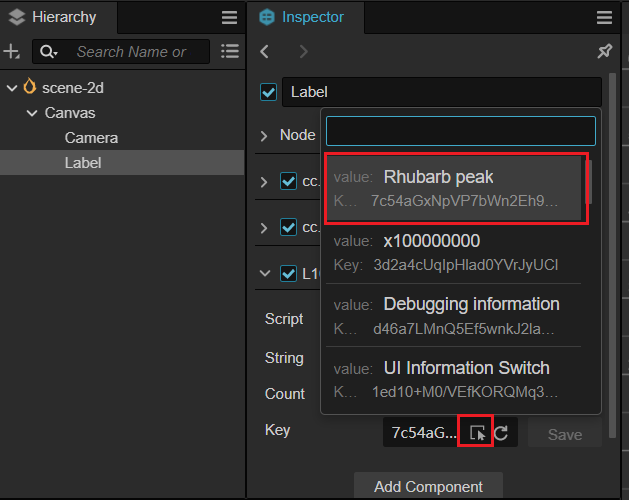 Hierarchy
Search Name or
scene-2d
Canvas
Camera
Label
Inspector
Label
Node
cc.
cc.
Script
String
Count
Key
value: Rhubarb peak
K... 7c54aGxNpVP7bWn2Eh9...
value: x100000000
Key: 3d2a4cUqIpHlad0YVrJyUCI
value: Debugging information
K... d46a7LMnQ5Ef5wnkJ2la...
value: UI Information Switch
K... 1ed10+M0/VEfKORQMq3...
7c54aG...
Save
Add Component